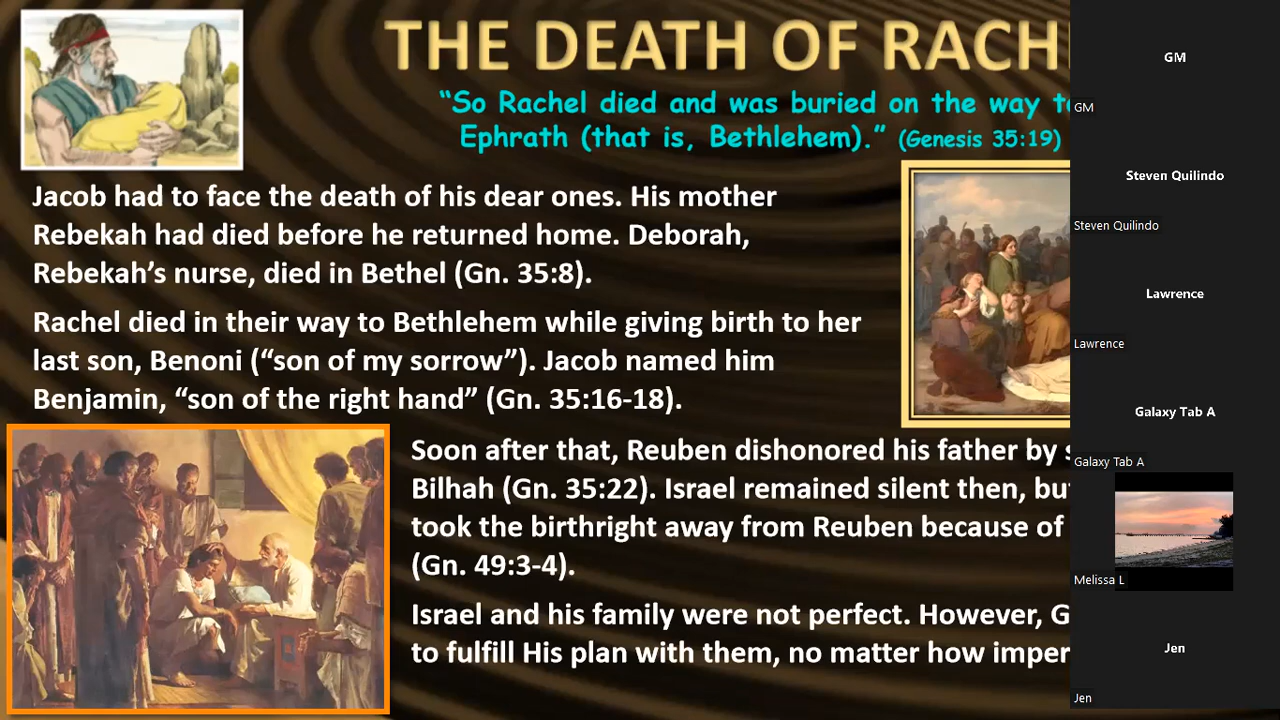 THE DEATH OF RACH
“So Rachel died and was buried on the way
Ephrath (that is, Bethlehem).” (Genesis 35:19)
Jacob had to face the death of his dear ones. His mother
Rebekah had died before he returned home. Deborah,
Rebekah’s nurse, died in Bethel (Gn. 35:8).
Rachel died in their way to Bethlehem while giving birth to her
last son, Benoni (“son of my sorrow”). Jacob named him
Benjamin, “son of the right hand” (Gn. 35:16-18).
Soon after that, Reuben dishonored his father by
Bilhah (Gn. 35:22). Israel remained silent then,
took the birthright away from Reuben because of
(Gn. 49:3-4).
Israel and his family were not perfect. However,
to fulfill His plan with them, no matter how imper
GM
GM
Steven Quilindo
Steven Quilindo
Lawrence
Lawrence
Galaxy Tab A
Galaxy Tab A
Melissa L
Jen
Jen